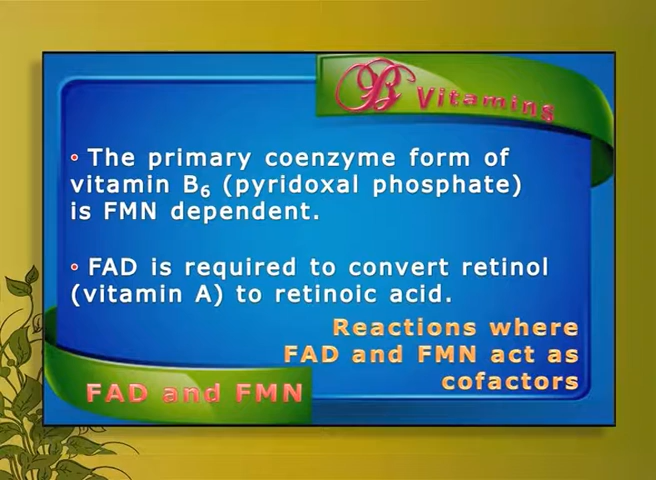 B Vitamins
• The primary coenzyme form of
vitamin B₆ (pyridoxal phosphate)
is FMN dependent.
• FAD is required to convert retinol
(vitamin A) to retinoic acid.
Reactions where
FAD and FMN act as
cofactors
FAD and FMN